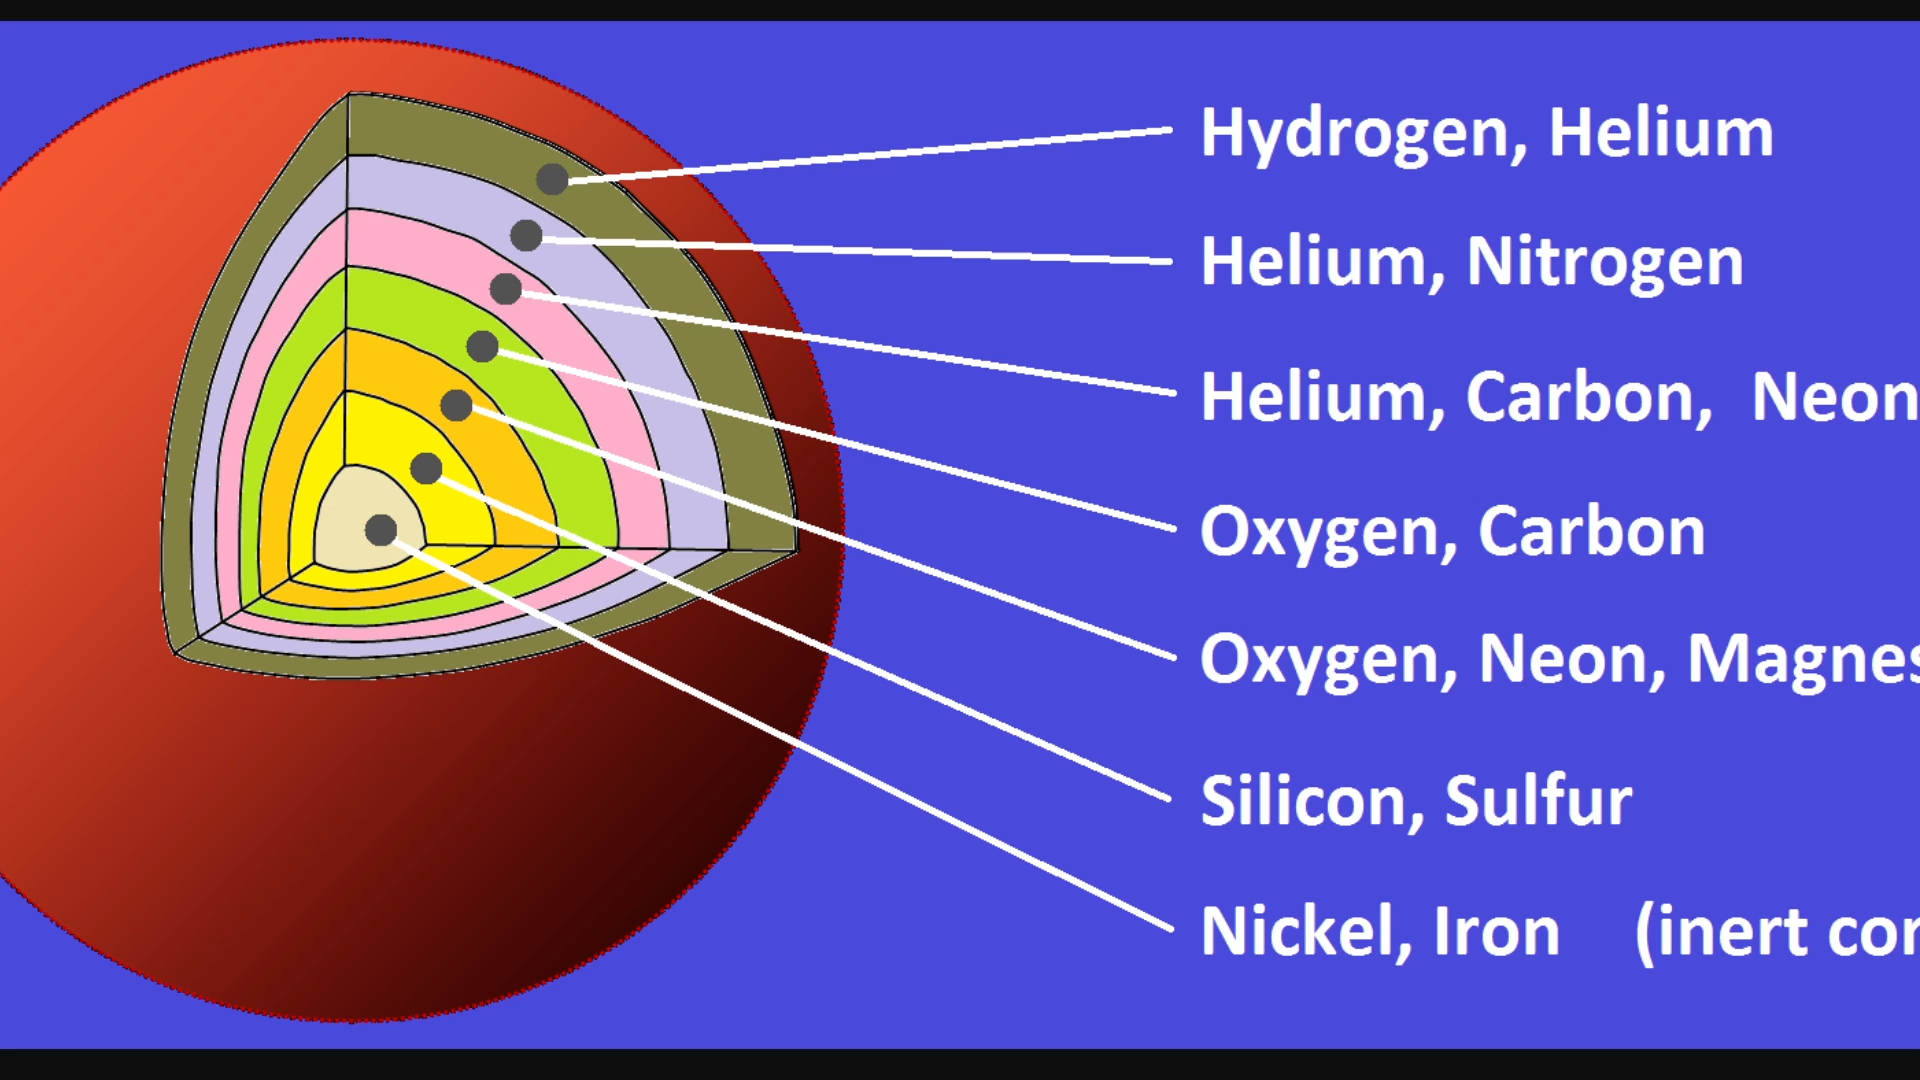 Hydrogen, Helium
Helium, Nitrogen
Helium, Carbon, Neon
Oxygen, Carbon
Oxygen, Neon, Magnes
Silicon, Sulfur
Nickel, Iron (inert cor